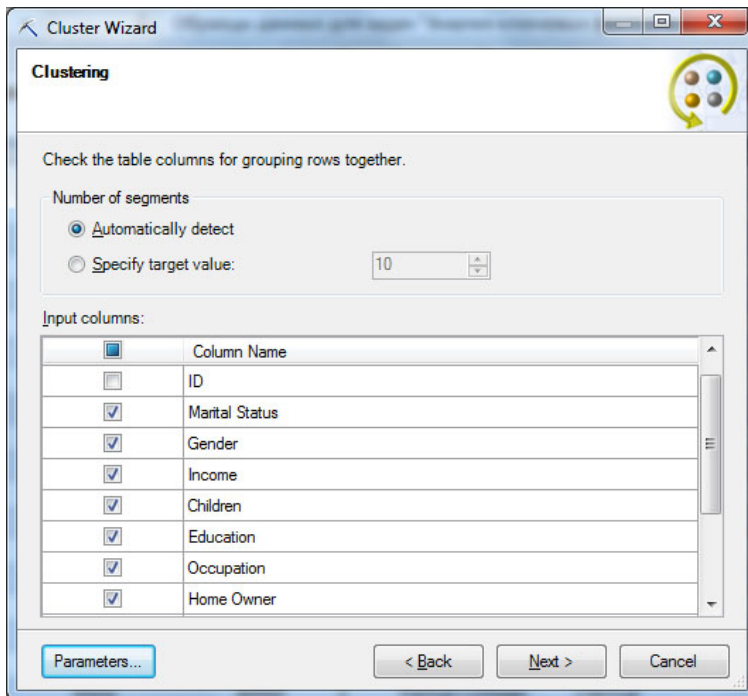 Cluster Wizard
Clustering
Check the table columns for grouping rows together.
Number of segments
Automatically detect
Specify target value: 10
Input columns:
Column Name
ID
Marital Status
Gender
Income
Children
Education
Occupation
Home Owner
Parameters... < Back Next > Cancel